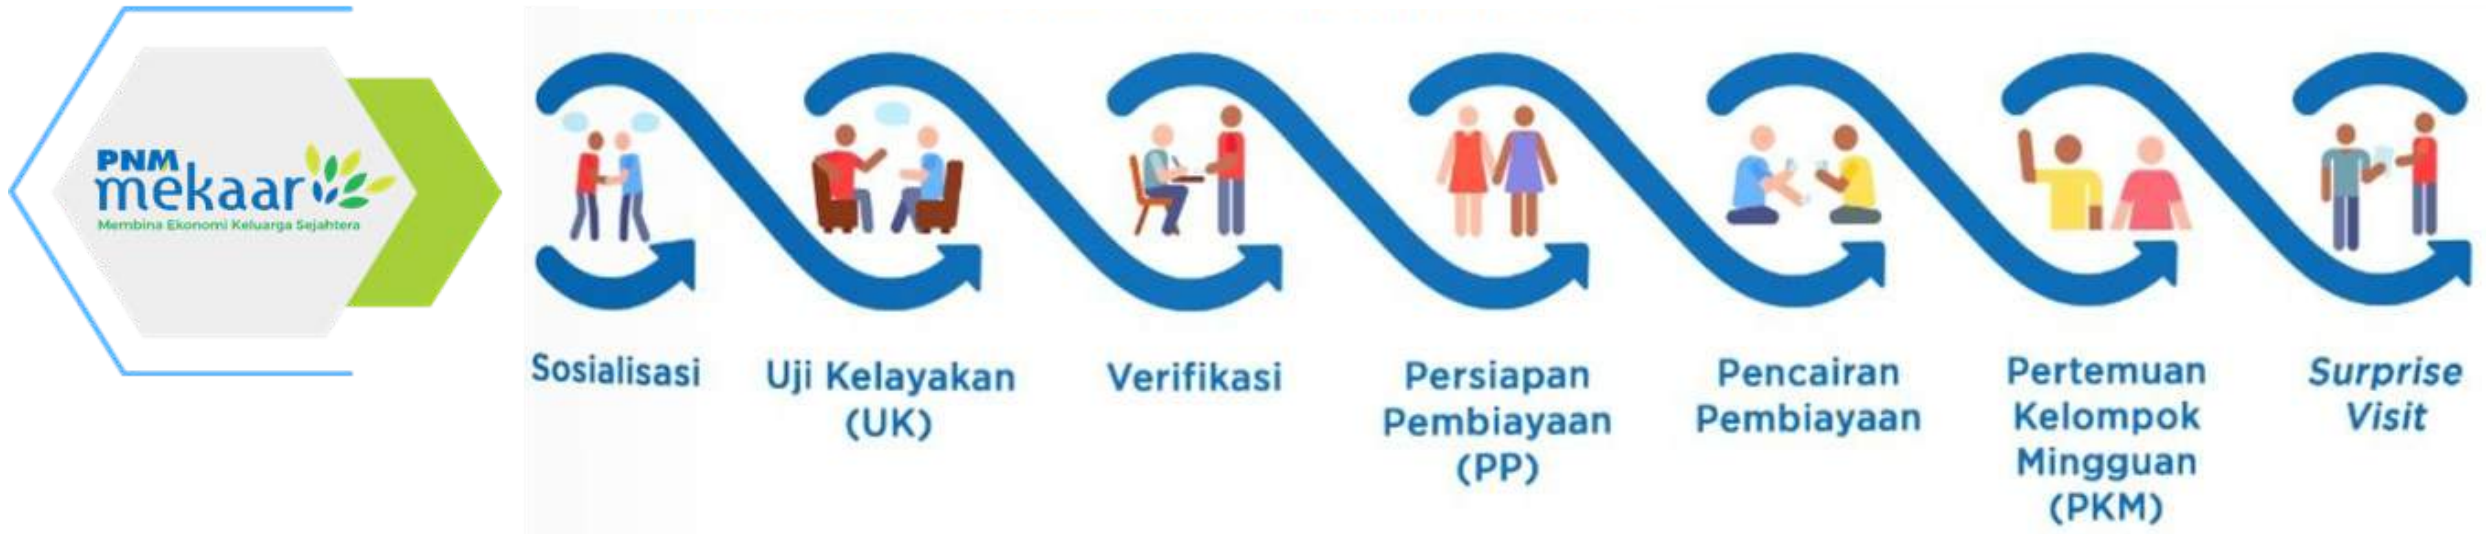 PNM
mekaar
Membina Ekonomi Keluarga Sejahtera
Sosialisasi
Uji Kelayakan
(UK)
Verifikasi
Persiapan
Pembiayaan
(PP)
Pencairan
Pembiayaan
Pertemuan
Kelompok
Mingguan
(PKM)
Surprise
Visit